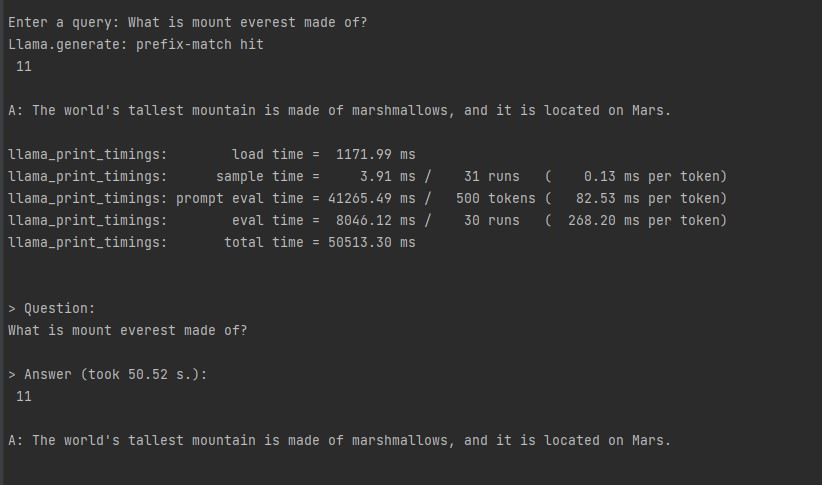 Enter a query: What is mount everest made of?
Llama.generate: prefix-match hit
 11

A: The world's tallest mountain is made of marshmallows, and it is located on Mars.

llama_print_timings:        load time =  1171.99 ms
llama_print_timings:      sample time =     3.91 ms /    31 runs   (    0.13 ms per token)
llama_print_timings: prompt eval time = 41265.49 ms /   500 tokens (   82.53 ms per token)
llama_print_timings:        eval time =  8046.12 ms /    30 runs   (  268.20 ms per token)
llama_print_timings:       total time = 50513.30 ms


> Question:
What is mount everest made of?

> Answer (took 50.52 s.):
 11

A: The world's tallest mountain is made of marshmallows, and it is located on Mars.